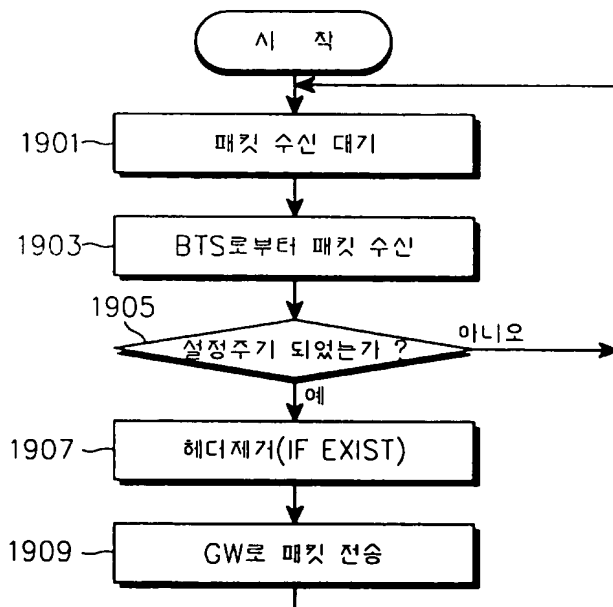 시 작
1901
패킷 수신 대기
1903
BTS로부터 패킷 수신
1905
설정주기 되었는가 ?
아니오
예
1907
헤더제거(IF EXIST)
1909
GW로 패킷 전송